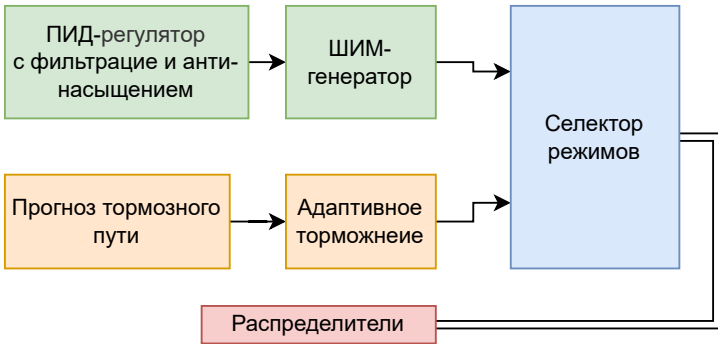 ПИД-регулятор
с фильтрацие и анти-
насыщением
ШИМ-
генератор
Селектор
режимов
Прогноз тормозного
пути
Адаптивное
торможнеие
Распределители